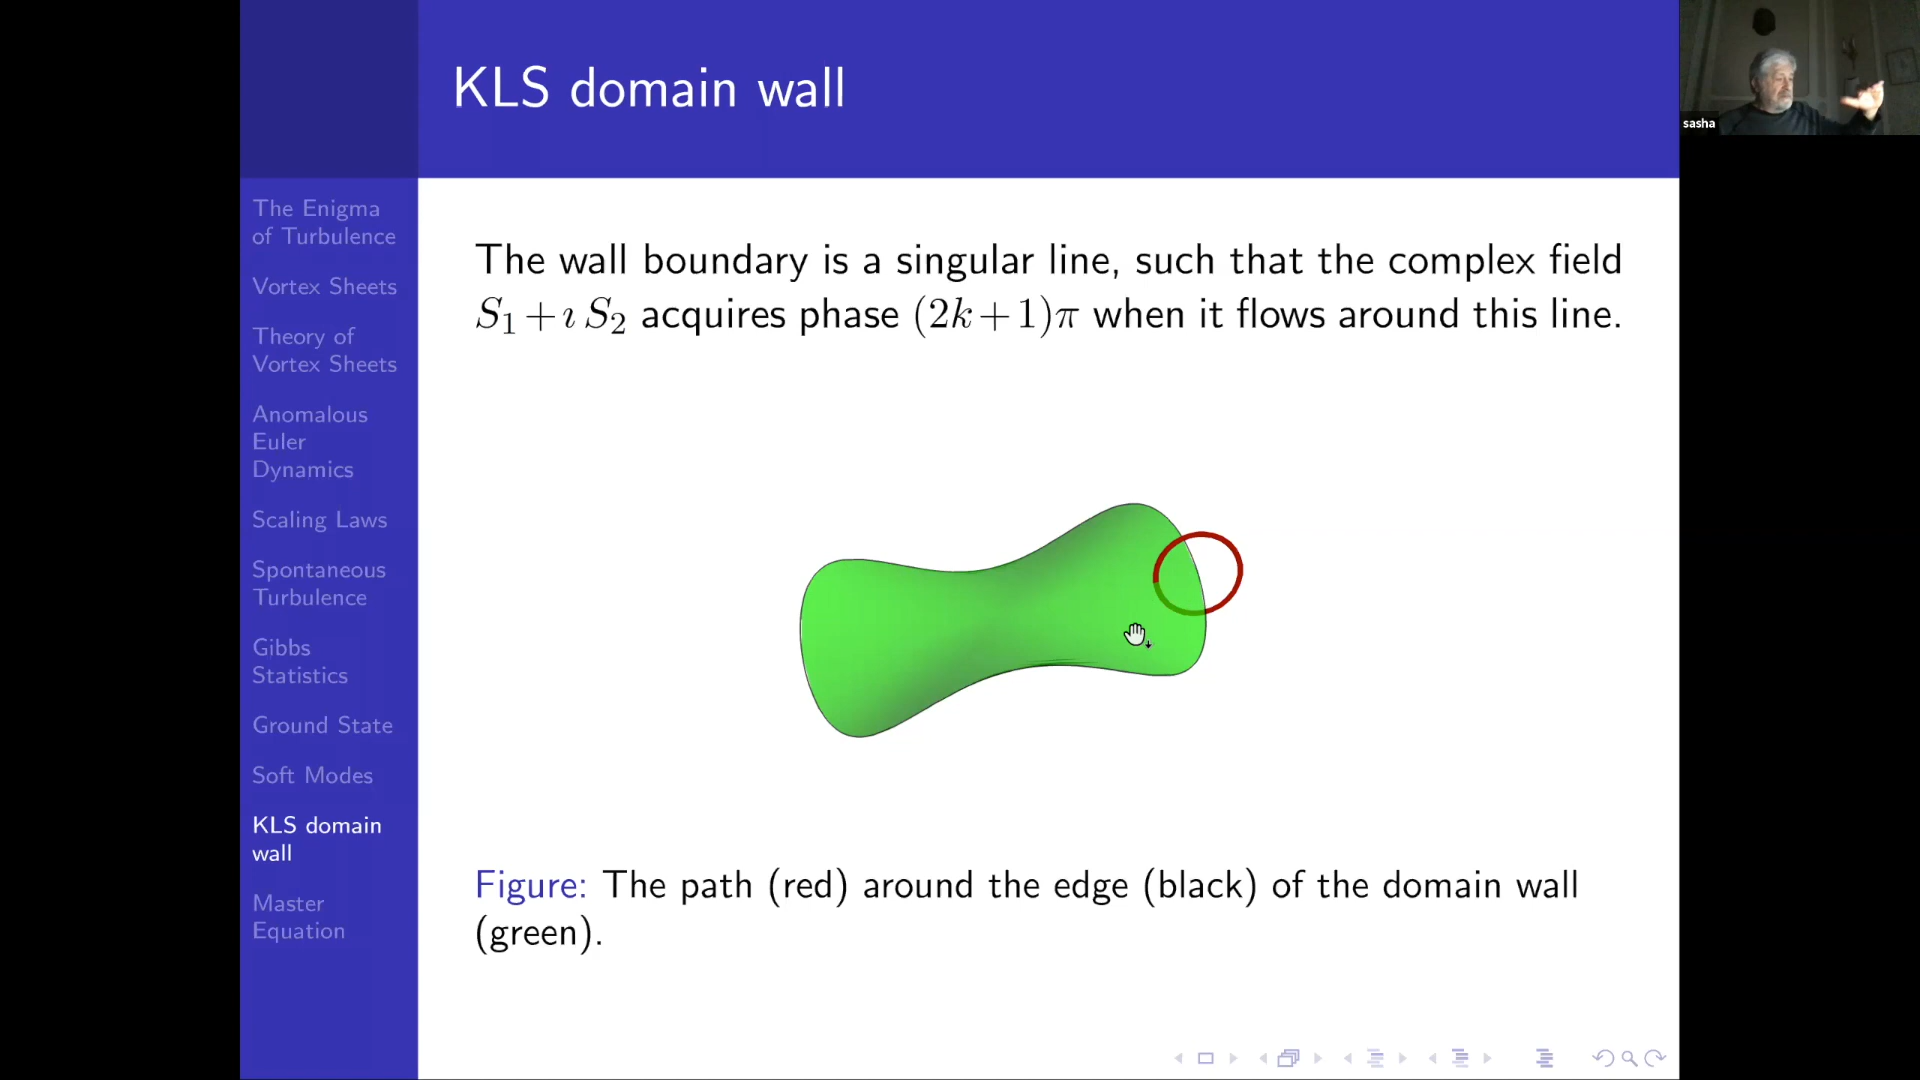 KLS domain wall
sasha
The Enigma
of Turbulence
Vortex Sheets
Theory of
Vortex Sheets
Anomalous
Euler
Dynamics
Scaling Laws
Spontaneous
Turbulence
Gibbs
Statistics
Ground State
Soft Modes
KLS domain
wall
Master
Equation
The wall boundary is a singular line, such that the complex field
S₁ + ı S₂ acquires phase (2k + 1)π when it flows around this line.
Figure: The path (red) around the edge (black) of the domain wall
(green).